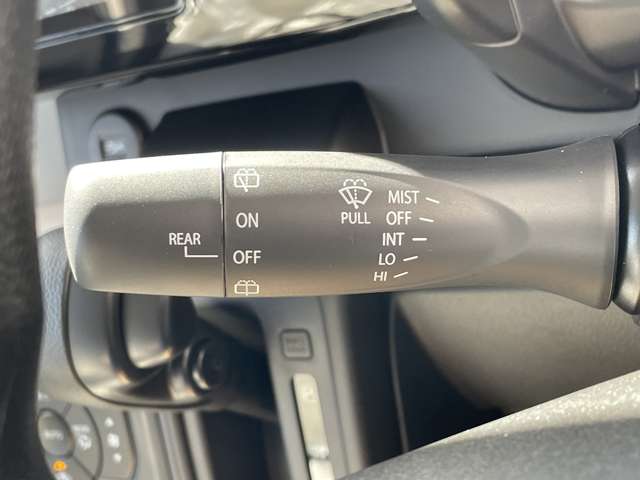 ON
REAR
OFF
PULL
MIST
OFF
INT
LO
HI